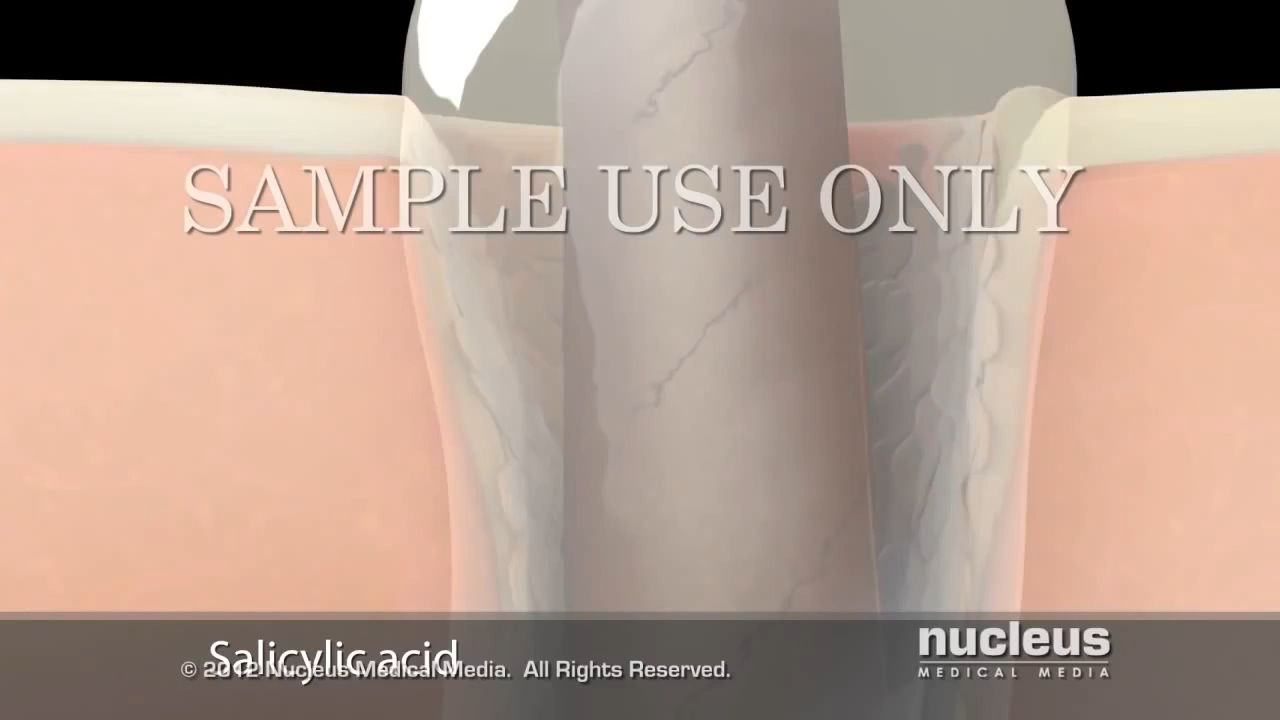 SAMPLE USE ONLY
Salicylic acid
© 2012 Nucleus Medical Media. All Rights Reserved.
nucleus
MEDICAL MEDIA